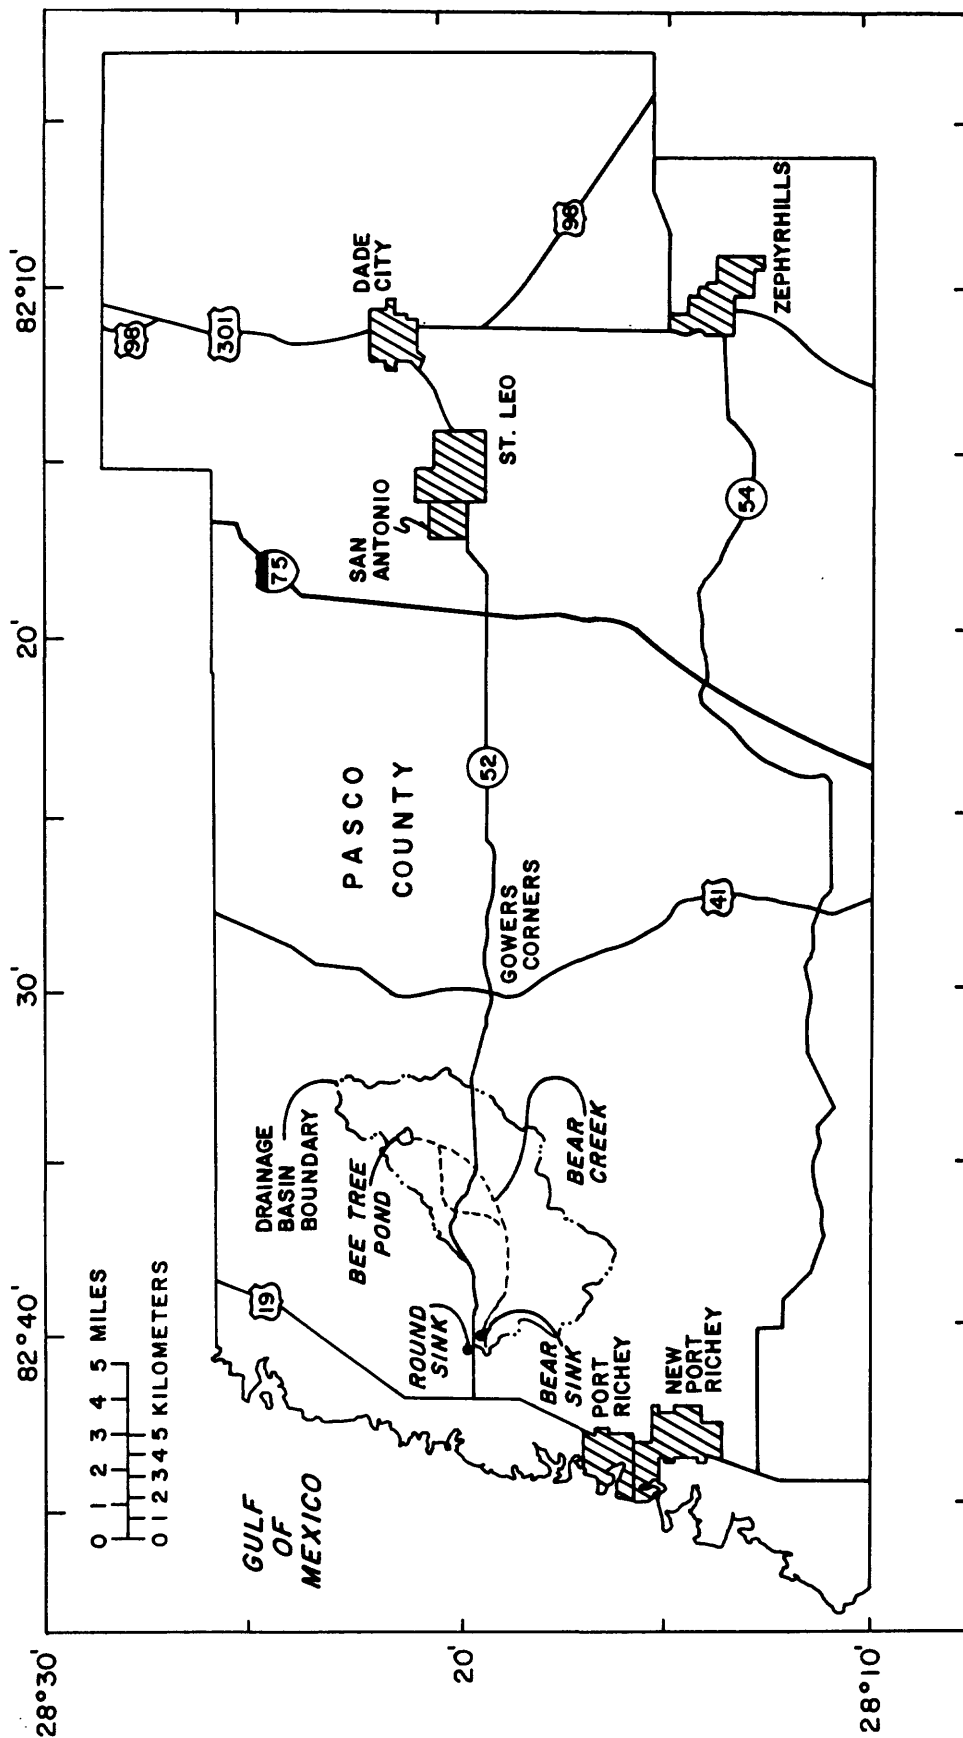 82°40'
30'
20'
82°10'
28°30'
20'
28°10'
0 1 2 3 4 5 MILES
0 1 2 3 4 5 KILOMETERS
GULF
OF
MEXICO
19
DRAINAGE
BASIN
BOUNDARY
BEE TREE
POND
ROUND
SINK
BEAR
SINK
BEAR
CREEK
PORT
RICHEY
NEW
PORT
RICHEY
PASCO
COUNTY
GOWERS
CORNERS
52
41
75
SAN
ANTONIO
ST. LEO
DADE
CITY
98
301
98
54
ZEPHYRHILLS